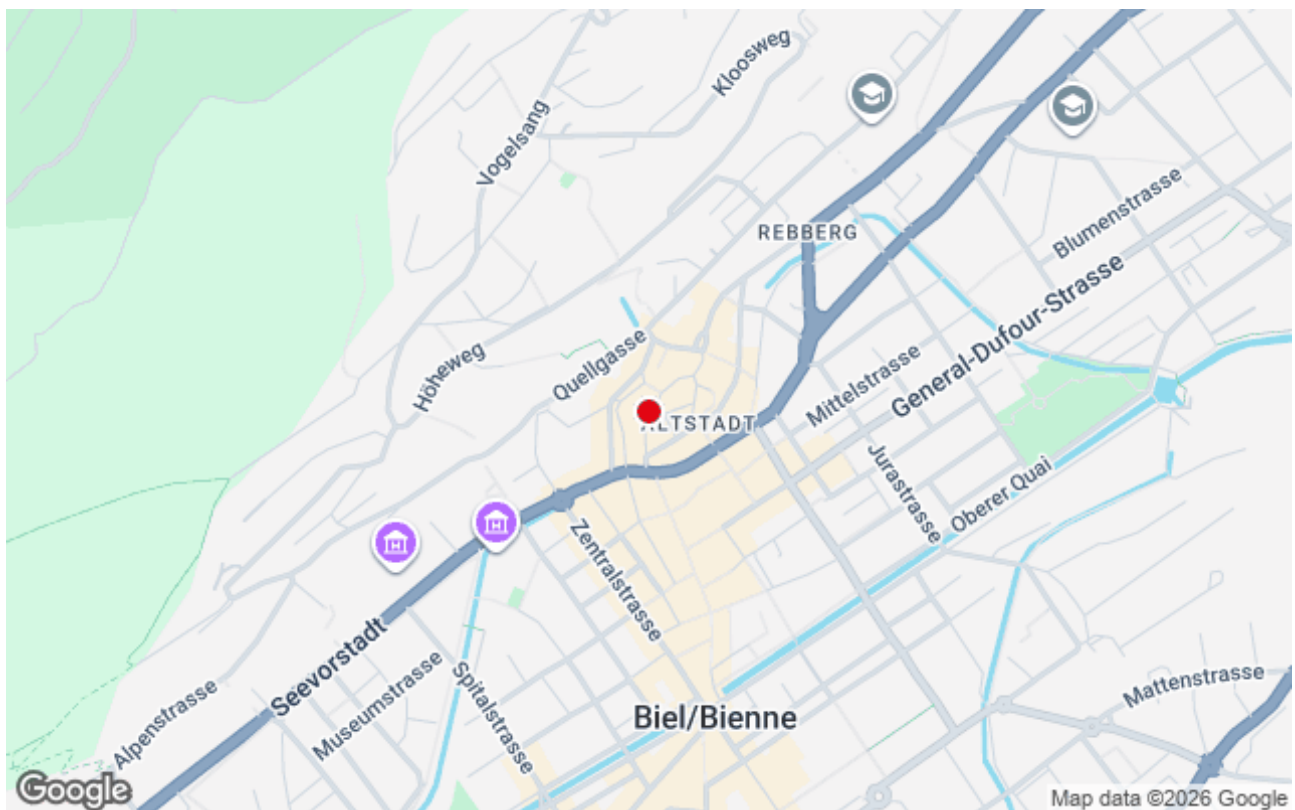 Kloosweg
Vogelsang
REBBERG
Blumenstrasse
General-Dufour-Strasse
Höheweg
Quellgasse
Mittelstrasse
ALTSTADT
Jurastrasse
Oberer Quai
Zentralstrasse
Seevorstadt
Museumstrasse
Spitalstrasse
Alpenstrasse
Mattenstrasse
Biel/Bienne
Google
Map data ©2026 Google